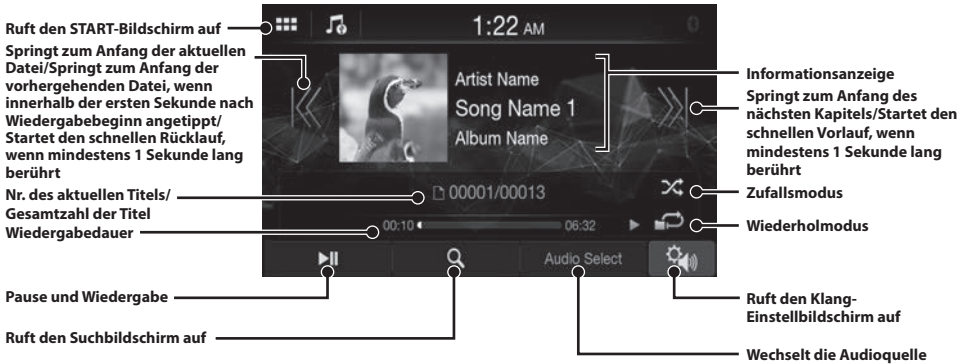 Ruft den START-Bildschirm auf
Springt zum Anfang der aktuellen
Datei/Springt zum Anfang der
vorhergehenden Datei, wenn
innerhalb der ersten Sekunde nach
Wiedergabebeginn angetippt/
Startet den schnellen Rücklauf,
wenn mindestens 1 Sekunde lang
berührt
Nr. des aktuellen Titels/
Gesamtzahl der Titel
Wiedergabedauer
Pause und Wiedergabe
Ruft den Suchbildschirm auf
1:22 AM
Artist Name
Song Name 1
Album Name
00001/00013
00:10
06:32
Audio Select
Informationsanzeige
Springt zum Anfang des
nächsten Kapitels/Startet den
schnellen Vorlauf, wenn
mindestens 1 Sekunde lang
berührt
Zufallsmodus
Wiederholmodus
Ruft den Klang-
Einstellbildschirm auf
Wechselt die Audioquelle